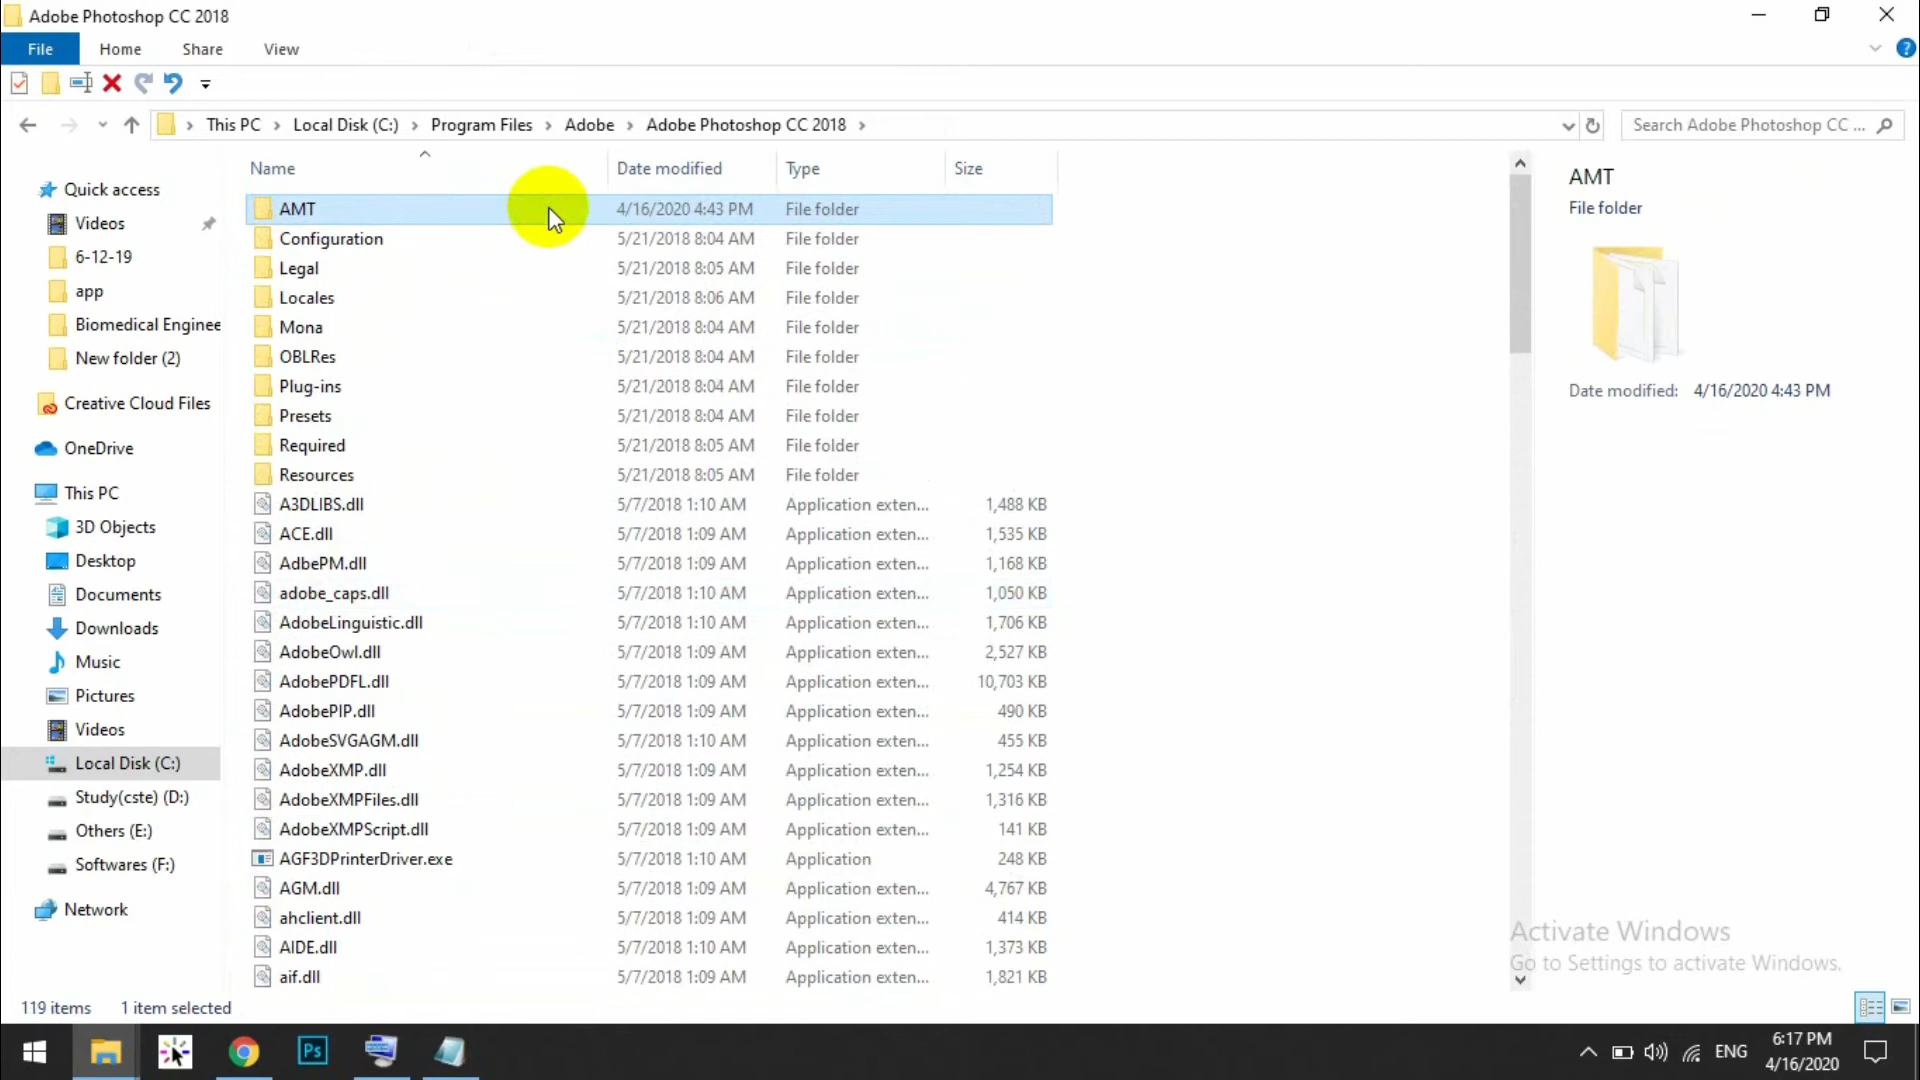 Adobe Photoshop CC 2018
File Home Share View
This PC Local Disk (C:) Program Files Adobe Adobe Photoshop CC 2018
Search Adobe Photoshop CC ...
Name Date modified Type Size
AMT 4/16/2020 4:43 PM File folder
Configuration 5/21/2018 8:04 AM File folder
Legal 5/21/2018 8:05 AM File folder
Locales 5/21/2018 8:06 AM File folder
Mona 5/21/2018 8:04 AM File folder
OBLRes 5/21/2018 8:04 AM File folder
Plug-ins 5/21/2018 8:04 AM File folder
Presets 5/21/2018 8:04 AM File folder
Required 5/21/2018 8:05 AM File folder
Resources 5/21/2018 8:05 AM File folder
A3DLIBS.dll 5/7/2018 1:10 AM Application exten... 1,488 KB
ACE.dll 5/7/2018 1:09 AM Application exten... 1,535 KB
AdbePM.dll 5/7/2018 1:09 AM Application exten... 1,168 KB
adobe_caps.dll 5/7/2018 1:10 AM Application exten... 1,050 KB
AdobeLinguistic.dll 5/7/2018 1:10 AM Application exten... 1,706 KB
AdobeOwl.dll 5/7/2018 1:09 AM Application exten... 2,527 KB
AdobePDFL.dll 5/7/2018 1:09 AM Application exten... 10,703 KB
AdobePIP.dll 5/7/2018 1:09 AM Application exten... 490 KB
AdobeSVGAGM.dll 5/7/2018 1:10 AM Application exten... 455 KB
AdobeXMP.dll 5/7/2018 1:09 AM Application exten... 1,254 KB
AdobeXMPFiles.dll 5/7/2018 1:09 AM Application exten... 1,316 KB
AdobeXMPScript.dll 5/7/2018 1:09 AM Application exten... 141 KB
AGF3DPrinterDriver.exe 5/7/2018 1:10 AM Application 248 KB
AGM.dll 5/7/2018 1:09 AM Application exten... 4,767 KB
ahclient.dll 5/7/2018 1:09 AM Application exten... 414 KB
AIDE.dll 5/7/2018 1:10 AM Application exten... 1,373 KB
aif.dll 5/7/2018 1:09 AM Application exten... 1,821 KB
Quick access
Videos
6-12-19
app
Biomedical Enginee
New folder (2)
Creative Cloud Files
OneDrive
This PC
3D Objects
Desktop
Documents
Downloads
Music
Pictures
Videos
Local Disk (C:)
Study(cste) (D:)
Others (E:)
Softwares (F:)
Network
AMT
File folder
Date modified: 4/16/2020 4:43 PM
Activate Windows
Go to Settings to activate Windows.
119 items 1 item selected
Ps
ENG
6:17 PM
4/16/2020